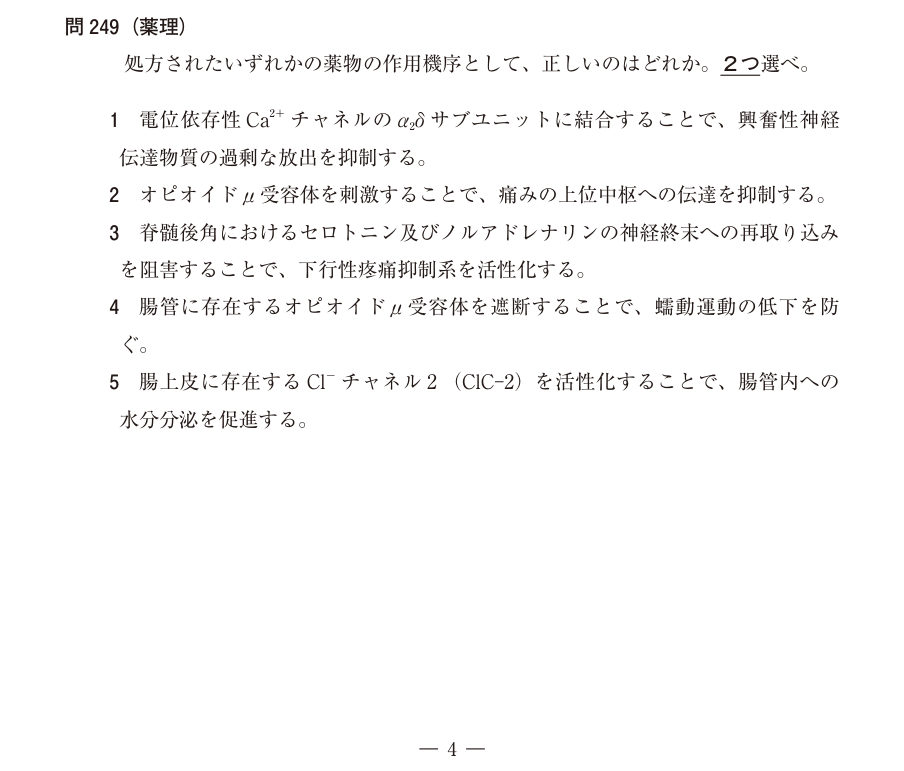 問 249（薬理）
処方されたいずれかの薬物の作用機序として、正しいのはどれか。２つ選べ。
1　電位依存性 Ca²⁺ チャネルの α₂δ サブユニットに結合することで、興奮性神経
伝達物質の過剰な放出を抑制する。
2　オピオイド μ 受容体を刺激することで、痛みの上位中枢への伝達を抑制する。
3　脊髄後角におけるセロトニン及びノルアドレナリンの神経終末への再取り込み
を阻害することで、下行性疼痛抑制系を活性化する。
4　腸管に存在するオピオイド μ 受容体を遮断することで、蠕動運動の低下を防
ぐ。
5　腸上皮に存在する Cl⁻ チャネル 2（ClC-2）を活性化することで、腸管内への
水分分泌を促進する。
― 4 ―